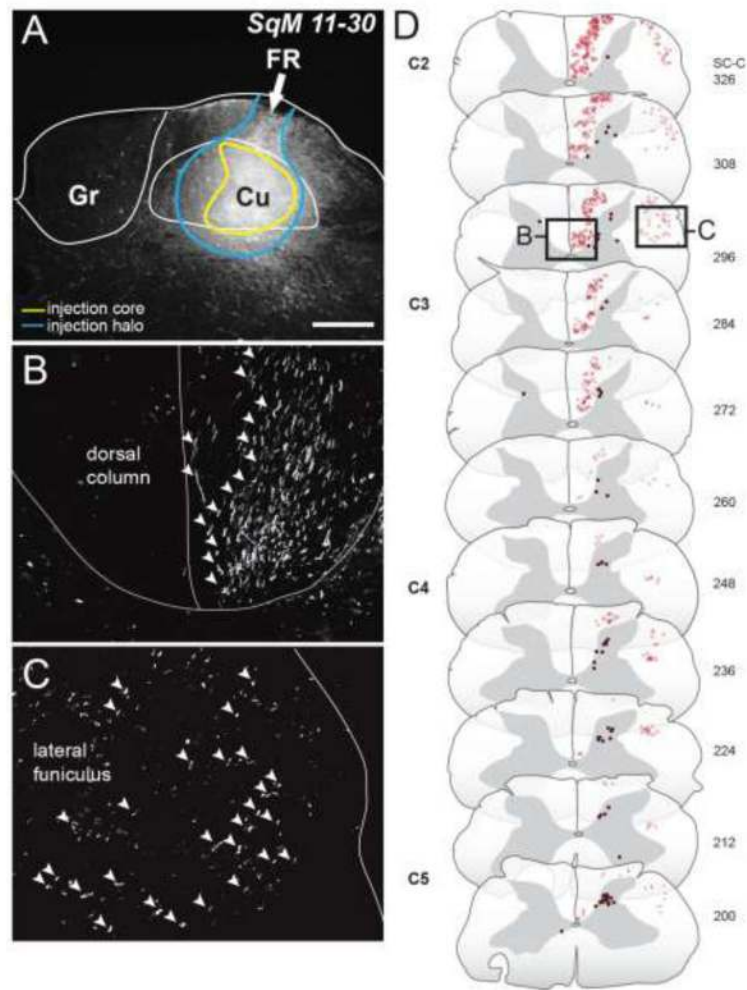 A
SqM 11-30
FR
Gr
Cu
injection core
injection halo
B
dorsal
column
C
lateral
funiculus
D
C2
SC-C
326
308
B
C
296
C3
284
272
260
C4
248
236
224
212
C5
200